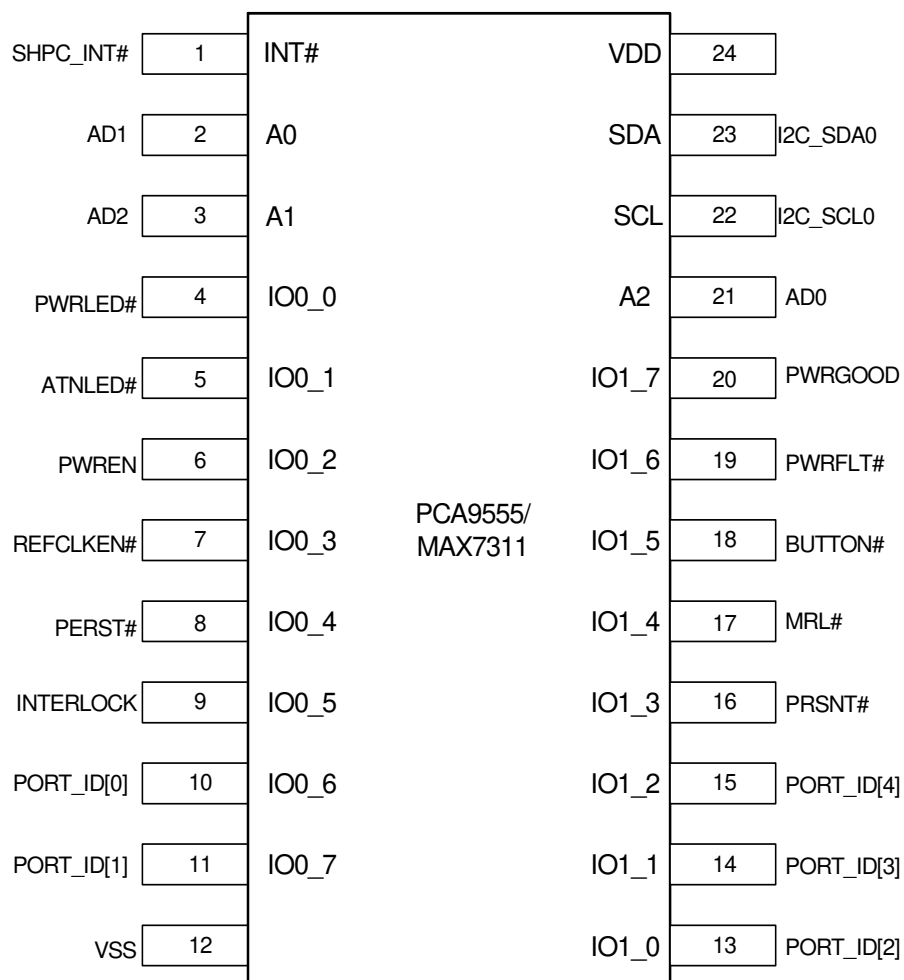 SHPC_INT# 1 INT# VDD 24
AD1 2 A0 SDA 23 I2C_SDA0
AD2 3 A1 SCL 22 I2C_SCL0
PWRLED# 4 IO0_0 A2 21 AD0
ATNLED# 5 IO0_1 IO1_7 20 PWRGOOD
PWREN 6 IO0_2 IO1_6 19 PWRFLT#
PCA9555/
REFCLKEN# 7 IO0_3 MAX7311 IO1_5 18 BUTTON#
PERST# 8 IO0_4 IO1_4 17 MRL#
INTERLOCK 9 IO0_5 IO1_3 16 PRSNT#
PORT_ID[0] 10 IO0_6 IO1_2 15 PORT_ID[4]
PORT_ID[1] 11 IO0_7 IO1_1 14 PORT_ID[3]
VSS 12 IO1_0 13 PORT_ID[2]